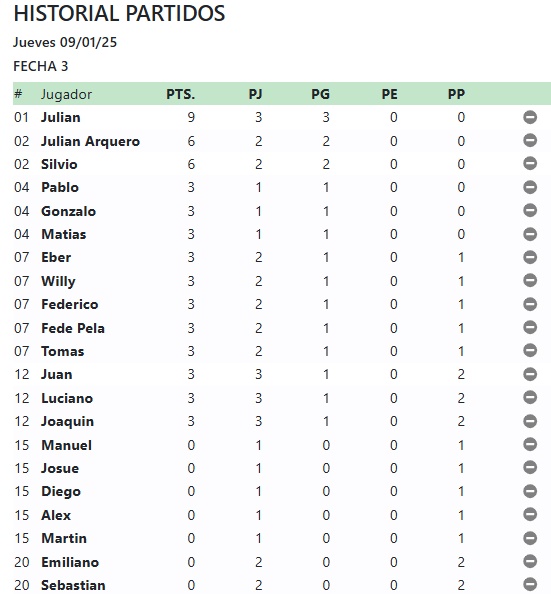 HISTORIAL PARTIDOS
Jueves 09/01/25
FECHA 3
# Jugador PTS. PJ PG PE PP
01 Julian 9 3 3 0 0
02 Julian Arquero 6 2 2 0 0
02 Silvio 6 2 2 0 0
04 Pablo 3 1 1 0 0
04 Gonzalo 3 1 1 0 0
04 Matias 3 1 1 0 0
07 Eber 3 2 1 0 1
07 Willy 3 2 1 0 1
07 Federico 3 2 1 0 1
07 Fede Pela 3 2 1 0 1
07 Tomas 3 2 1 0 1
12 Juan 3 3 1 0 2
12 Luciano 3 3 1 0 2
12 Joaquin 3 3 1 0 2
15 Manuel 0 1 0 0 1
15 Josue 0 1 0 0 1
15 Diego 0 1 0 0 1
15 Alex 0 1 0 0 1
15 Martin 0 1 0 0 1
20 Emiliano 0 2 0 0 2
20 Sebastian 0 2 0 0 2